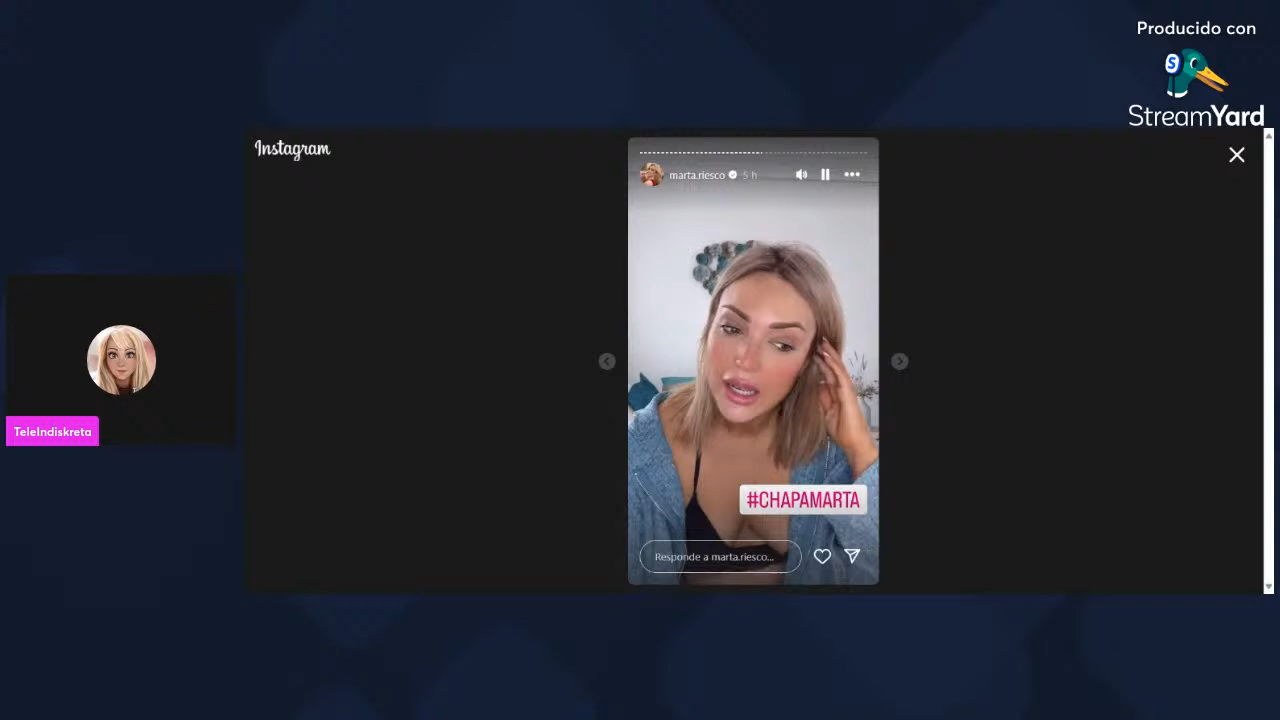 Producido con
StreamYard
Instagram
marta.riesco 5 h
#CHAPAMARTA
Responde a marta.riesco...
TeleIndiskreta